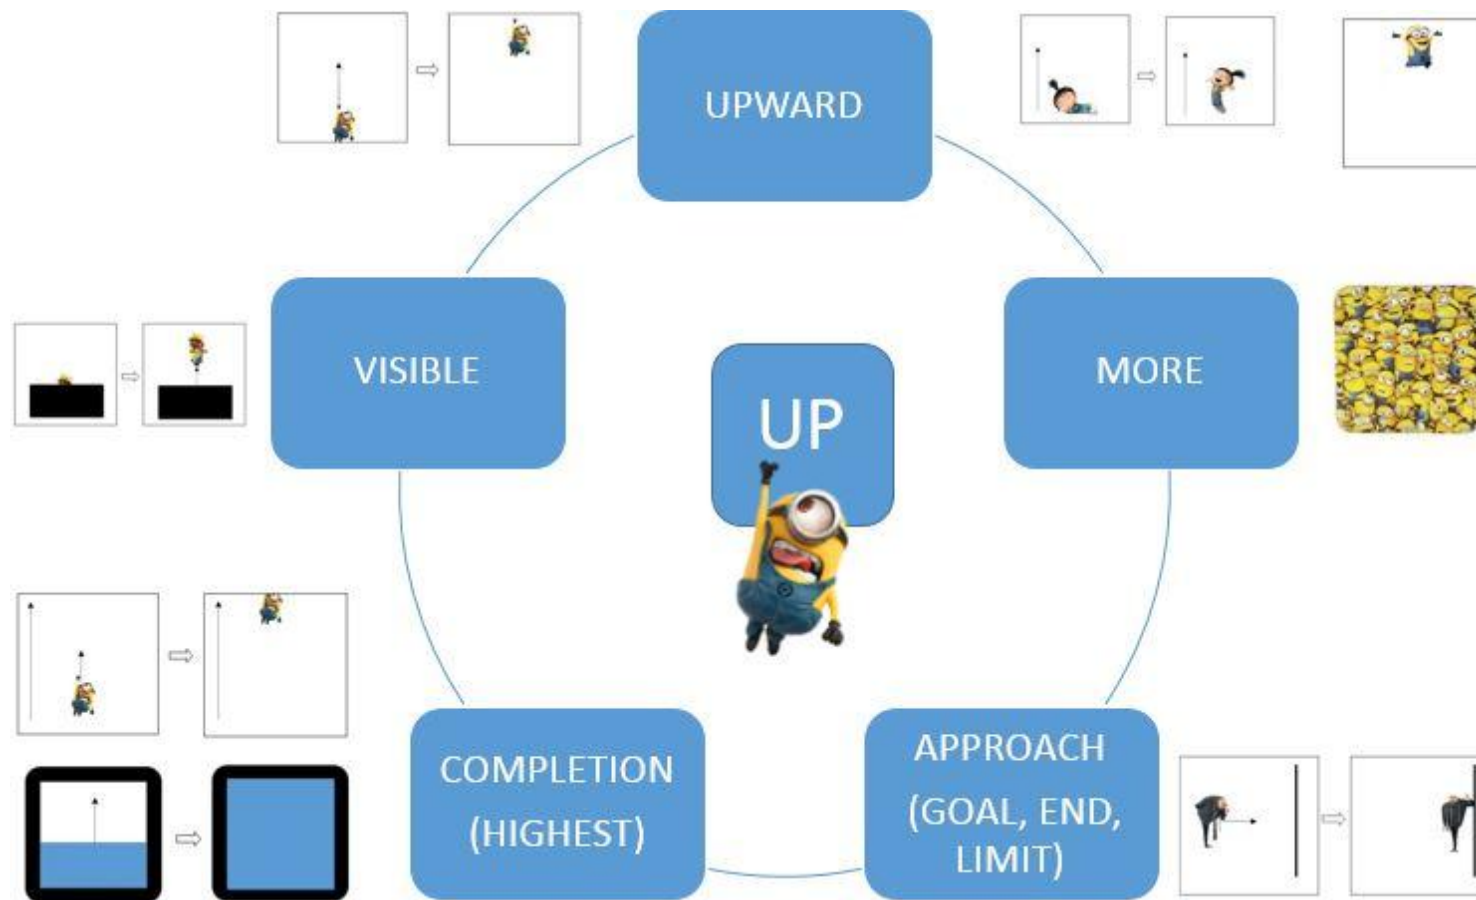 UPWARD
VISIBLE
MORE
UP
COMPLETION
(HIGHEST)
APPROACH
(GOAL, END,
LIMIT)